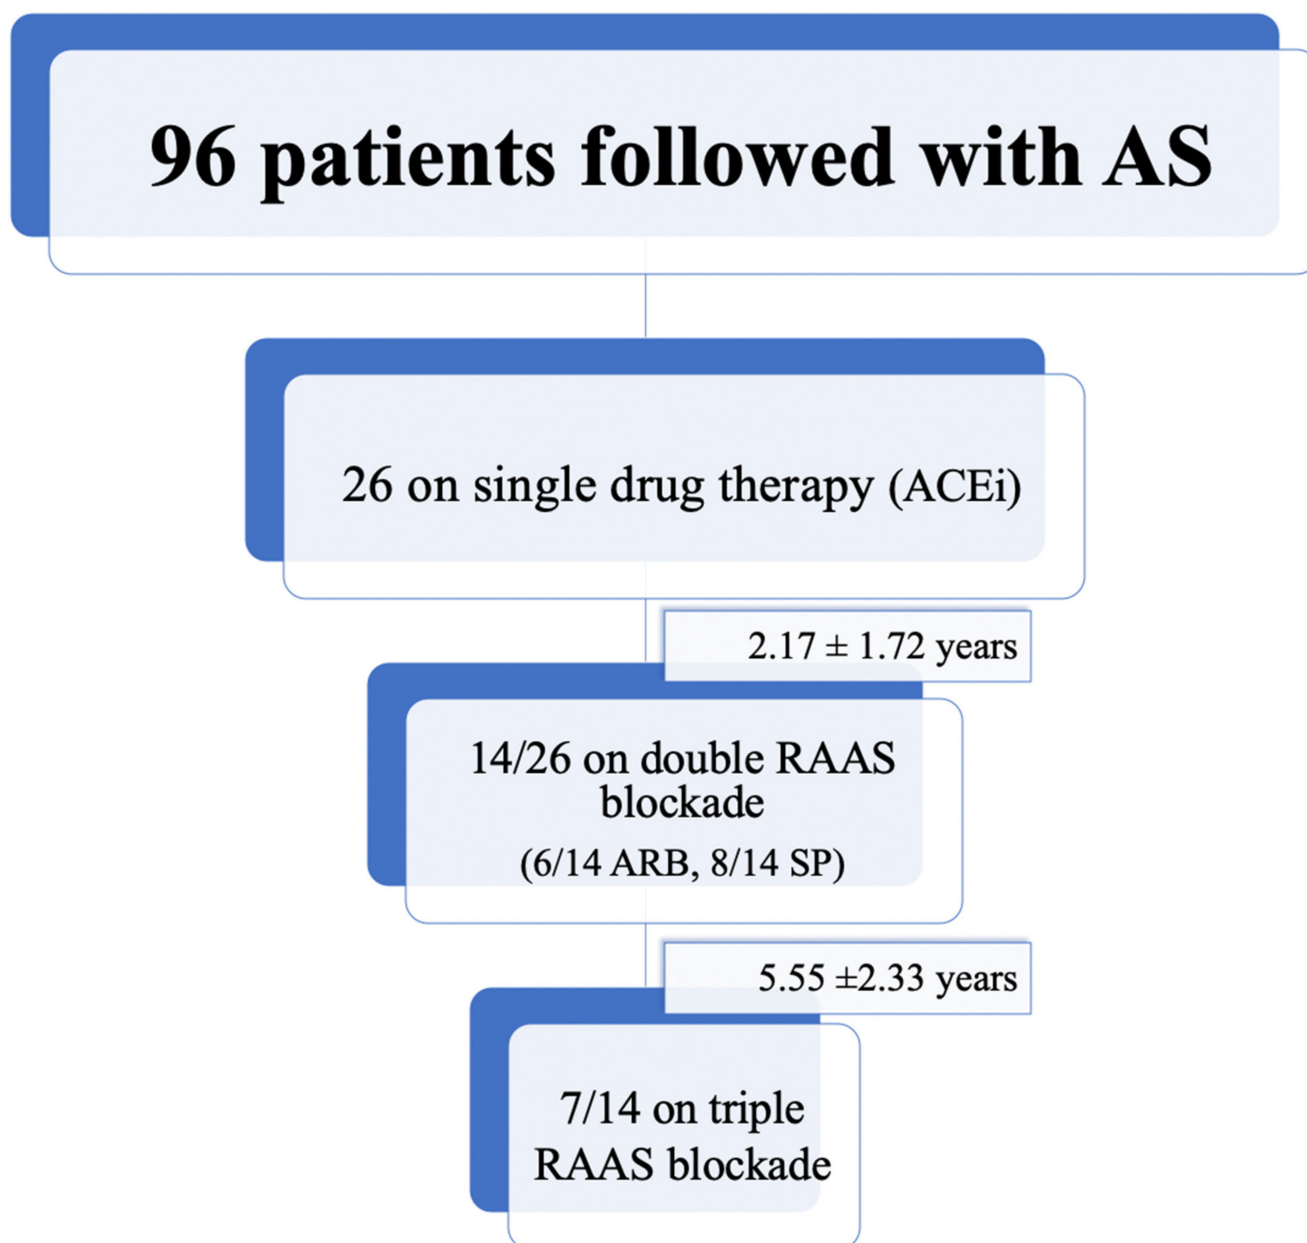 96 patients followed with AS
26 on single drug therapy (ACEi)
2.17 ± 1.72 years
14/26 on double RAAS
blockade
(6/14 ARB, 8/14 SP)
5.55 ±2.33 years
7/14 on triple
RAAS blockade